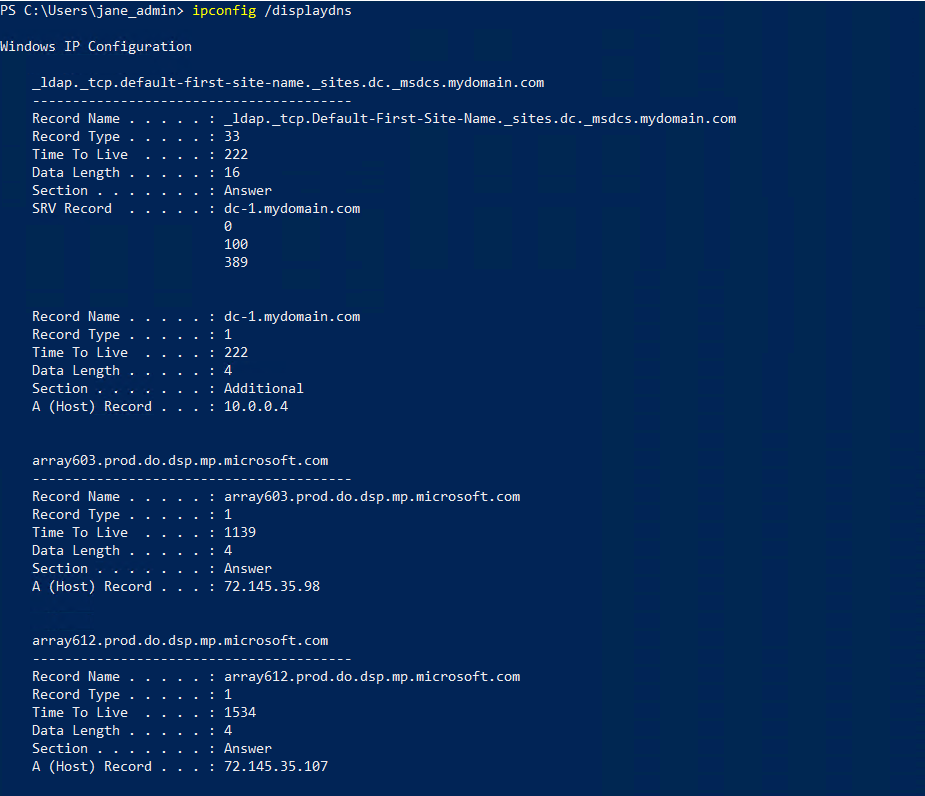 PS C:\Users\jane_admin> ipconfig /displaydns
Windows IP Configuration
_ldap._tcp.default-first-site-name._sites.dc._msdcs.mydomain.com
----------------------------------------
Record Name . . . . . : _ldap._tcp.Default-First-Site-Name._sites.dc._msdcs.mydomain.com
Record Type . . . . . : 33
Time To Live  . . . . : 222
Data Length . . . . . : 16
Section . . . . . . . : Answer
SRV Record  . . . . . : dc-1.mydomain.com
0
100
389
Record Name . . . . . : dc-1.mydomain.com
Record Type . . . . . : 1
Time To Live  . . . . : 222
Data Length . . . . . : 4
Section . . . . . . . : Additional
A (Host) Record . . . : 10.0.0.4
array603.prod.do.dsp.mp.microsoft.com
----------------------------------------
Record Name . . . . . : array603.prod.do.dsp.mp.microsoft.com
Record Type . . . . . : 1
Time To Live  . . . . : 1139
Data Length . . . . . : 4
Section . . . . . . . : Answer
A (Host) Record . . . : 72.145.35.98
array612.prod.do.dsp.mp.microsoft.com
----------------------------------------
Record Name . . . . . : array612.prod.do.dsp.mp.microsoft.com
Record Type . . . . . : 1
Time To Live  . . . . : 1534
Data Length . . . . . : 4
Section . . . . . . . : Answer
A (Host) Record . . . : 72.145.35.107